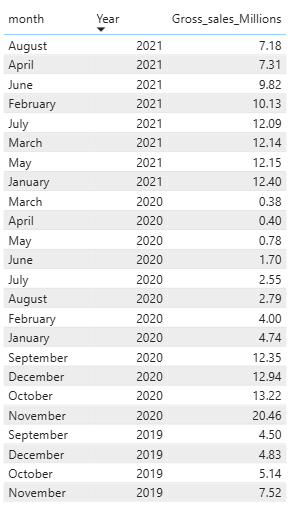 month Year Gross_sales_Millions
August 2021 7.18
April 2021 7.31
June 2021 9.82
February 2021 10.13
July 2021 12.09
March 2021 12.14
May 2021 12.15
January 2021 12.40
March 2020 0.38
April 2020 0.40
May 2020 0.78
June 2020 1.70
July 2020 2.55
August 2020 2.79
February 2020 4.00
January 2020 4.74
September 2020 12.35
December 2020 12.94
October 2020 13.22
November 2020 20.46
September 2019 4.50
December 2019 4.83
October 2019 5.14
November 2019 7.52